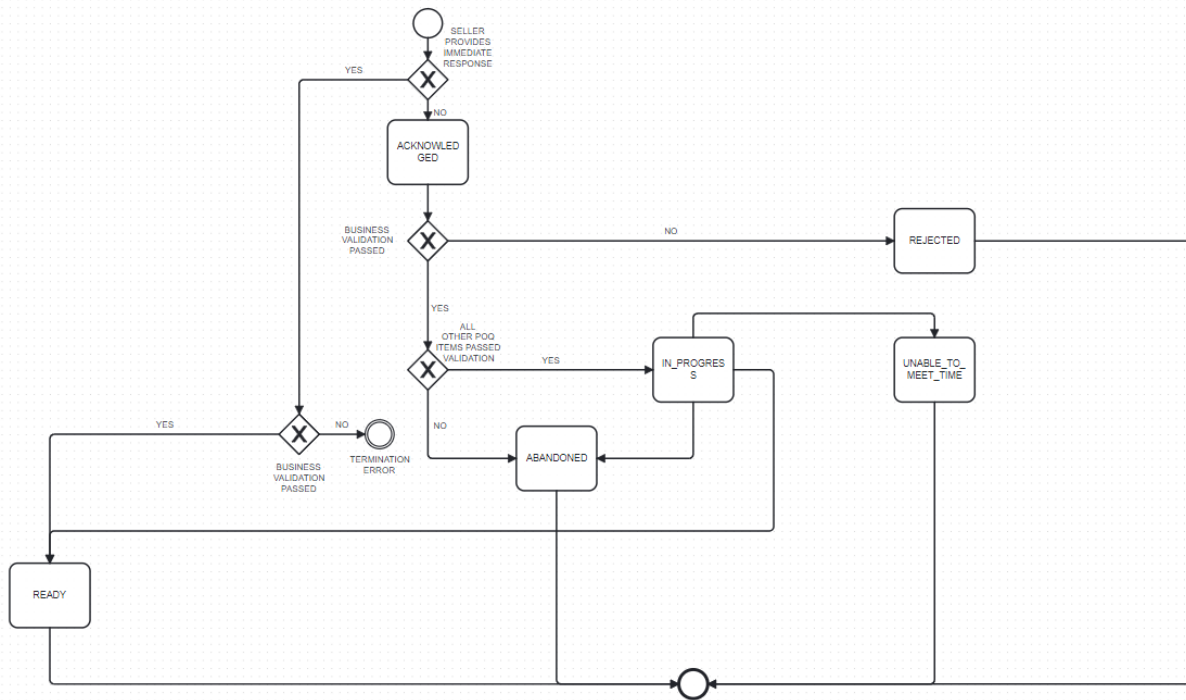 SELLER
PROVIDES
IMMEDIATE
RESPONSE
YES
NO
ACKNOWLED
GED
BUSINESS
VALIDATION
PASSED
NO
REJECTED
YES
ALL
OTHER POQ
ITEMS PASSED
VALIDATION
YES
IN_PROGRES
S
UNABLE_TO_
MEET_TIME
YES
NO
NO
BUSINESS
VALIDATION
PASSED
TERMINATION
ERROR
ABANDONED
READY